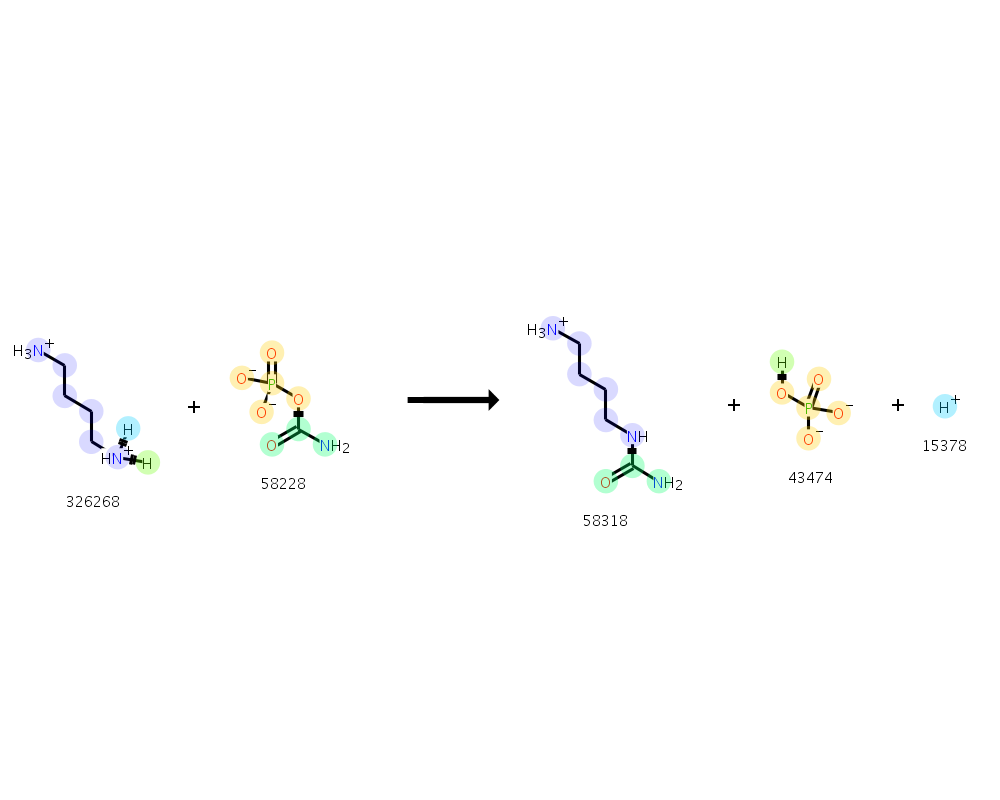 H3N+
H
HN+
H
326268
+
O
O−
P
O
O−
O
NH2
58228
H3N+
NH
O
NH2
58318
+
H
O
O
P
O−
O−
43474
+
H+
15378